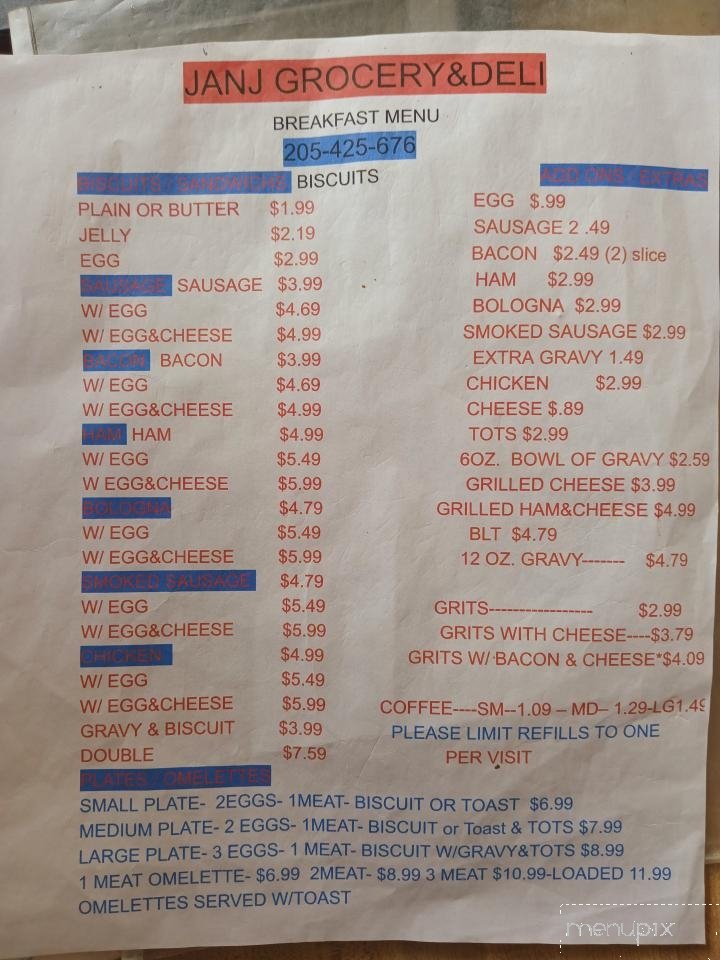 JANJ GROCERY&DELI
BREAKFAST MENU
205-425-676
BISCUITS / SANDWICHZ BISCUITS
PLAIN OR BUTTER $1.99
JELLY $2.19
EGG $2.99
SAUSAGE SAUSAGE $3.99
W/ EGG $4.69
W/ EGG&CHEESE $4.99
BACON BACON $3.99
W/ EGG $4.69
W/ EGG&CHEESE $4.99
HAM HAM $4.99
W/ EGG $5.49
W EGG&CHEESE $5.99
BOLOGNA $4.79
W/ EGG $5.49
W/ EGG&CHEESE $5.99
SMOKED SAUSAGE $4.79
W/ EGG $5.49
W/ EGG&CHEESE $5.99
CHICKEN $4.99
W/ EGG $5.49
W/ EGG&CHEESE $5.99
GRAVY & BISCUIT $3.99
DOUBLE $7.59
ADD ONS / EXTRAS
EGG $.99
SAUSAGE 2 .49
BACON $2.49 (2) slice
HAM $2.99
BOLOGNA $2.99
SMOKED SAUSAGE $2.99
EXTRA GRAVY 1.49
CHICKEN $2.99
CHEESE $.89
TOTS $2.99
6OZ. BOWL OF GRAVY $2.59
GRILLED CHEESE $3.99
GRILLED HAM&CHEESE $4.99
BLT $4.79
12 OZ. GRAVY------- $4.79
GRITS----------------- $2.99
GRITS WITH CHEESE----$3.79
GRITS W/ BACON & CHEESE*$4.09
COFFEE----SM--1.09 – MD– 1.29-LG1.49
PLEASE LIMIT REFILLS TO ONE
PER VISIT
PLATES / OMELETTES
SMALL PLATE- 2EGGS- 1MEAT- BISCUIT OR TOAST $6.99
MEDIUM PLATE- 2 EGGS- 1MEAT- BISCUIT or Toast & TOTS $7.99
LARGE PLATE- 3 EGGS- 1 MEAT- BISCUIT W/GRAVY&TOTS $8.99
1 MEAT OMELETTE- $6.99 2MEAT- $8.99 3 MEAT $10.99-LOADED 11.99
OMELETTES SERVED W/TOAST
menupix